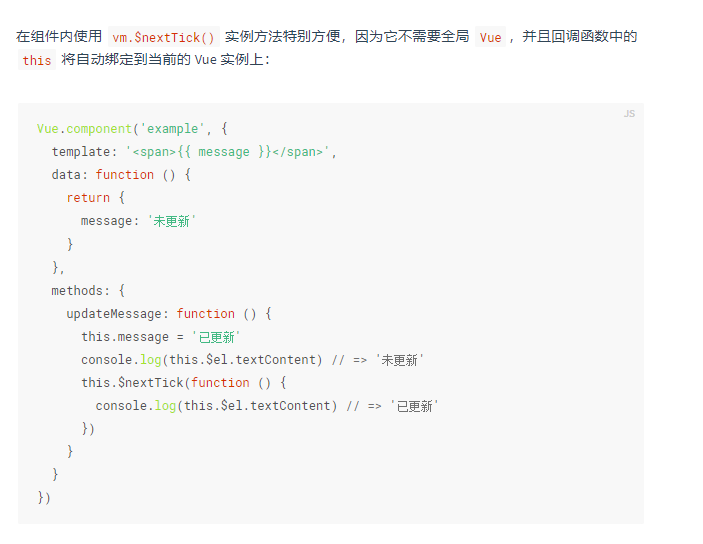 在组件内使用 vm.$nextTick() 实例方法特别方便，因为它不需要全局 Vue ，并且回调函数中的
this 将自动绑定到当前的 Vue 实例上：
JS
Vue.component('example', {
  template: '<span>{{ message }}</span>',
  data: function () {
    return {
      message: '未更新'
    }
  },
  methods: {
    updateMessage: function () {
      this.message = '已更新'
      console.log(this.$el.textContent) // => '未更新'
      this.$nextTick(function () {
        console.log(this.$el.textContent) // => '已更新'
      })
    }
  }
})